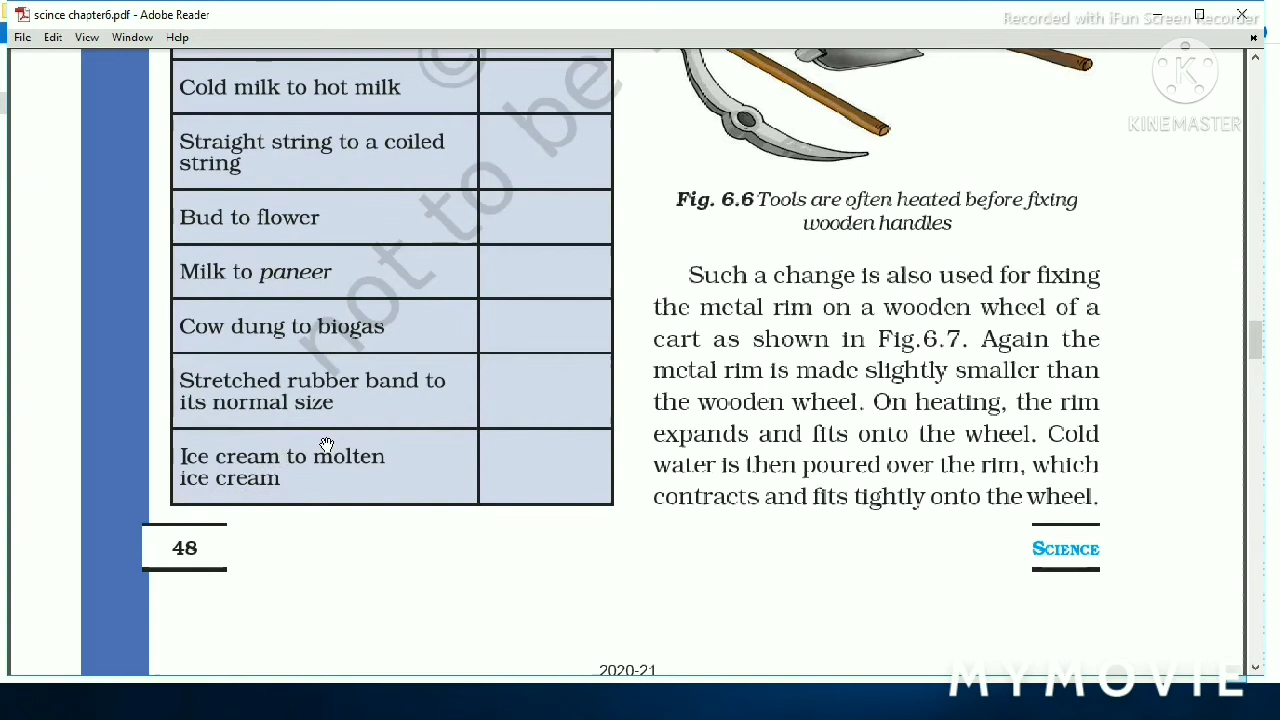 scince chapter6.pdf - Adobe Reader
Recorded with iFun Screen Recorder
File Edit View Window Help
K
KINEMASTER
Cold milk to hot milk
Straight string to a coiled
string
Bud to flower
Milk to paneer
Cow dung to biogas
Stretched rubber band to
its normal size
Ice cream to molten
ice cream
© not to be
48
Fig. 6.6 Tools are often heated before fixing
wooden handles
Such a change is also used for fixing
the metal rim on a wooden wheel of a
cart as shown in Fig.6.7. Again the
metal rim is made slightly smaller than
the wooden wheel. On heating, the rim
expands and fits onto the wheel. Cold
water is then poured over the rim, which
contracts and fits tightly onto the wheel.
SCIENCE
2020-21
MYMOVIE